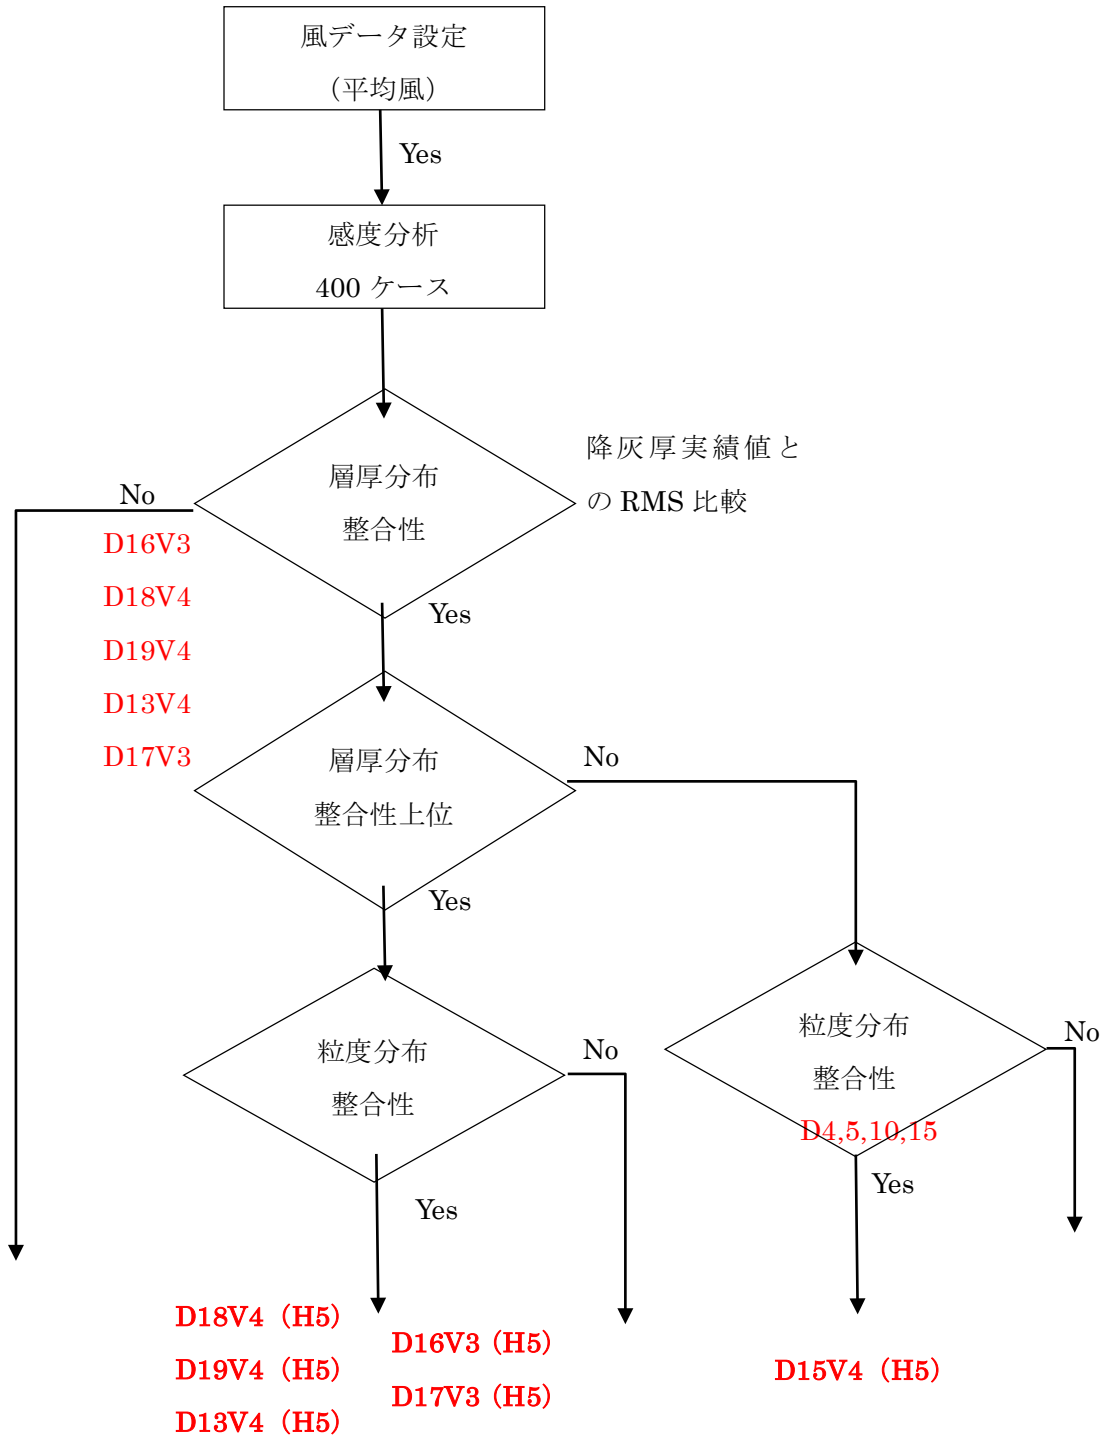 風データ設定
（平均風）
Yes
感度分析
400 ケース
層厚分布
整合性
降灰厚実績値と
の RMS 比較
No
D16V3
D18V4
D19V4
D13V4
D17V3
Yes
層厚分布
整合性上位
No
Yes
粒度分布
整合性
No
Yes
粒度分布
整合性
D4,5,10,15
No
Yes
D18V4（H5）
D19V4（H5）
D13V4（H5）
D16V3（H5）
D17V3（H5）
D15V4（H5）